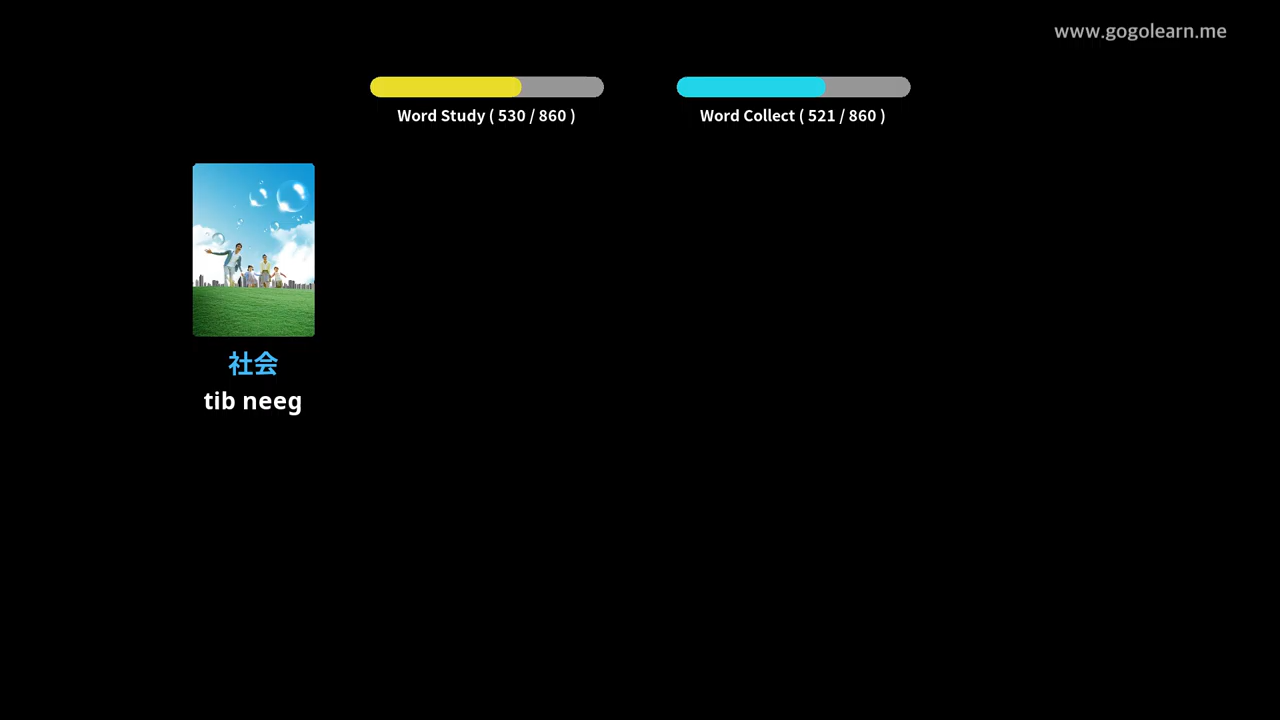 www.gogolearn.me
Word Study ( 530 / 860 )
Word Collect ( 521 / 860 )
社会
tib neeg